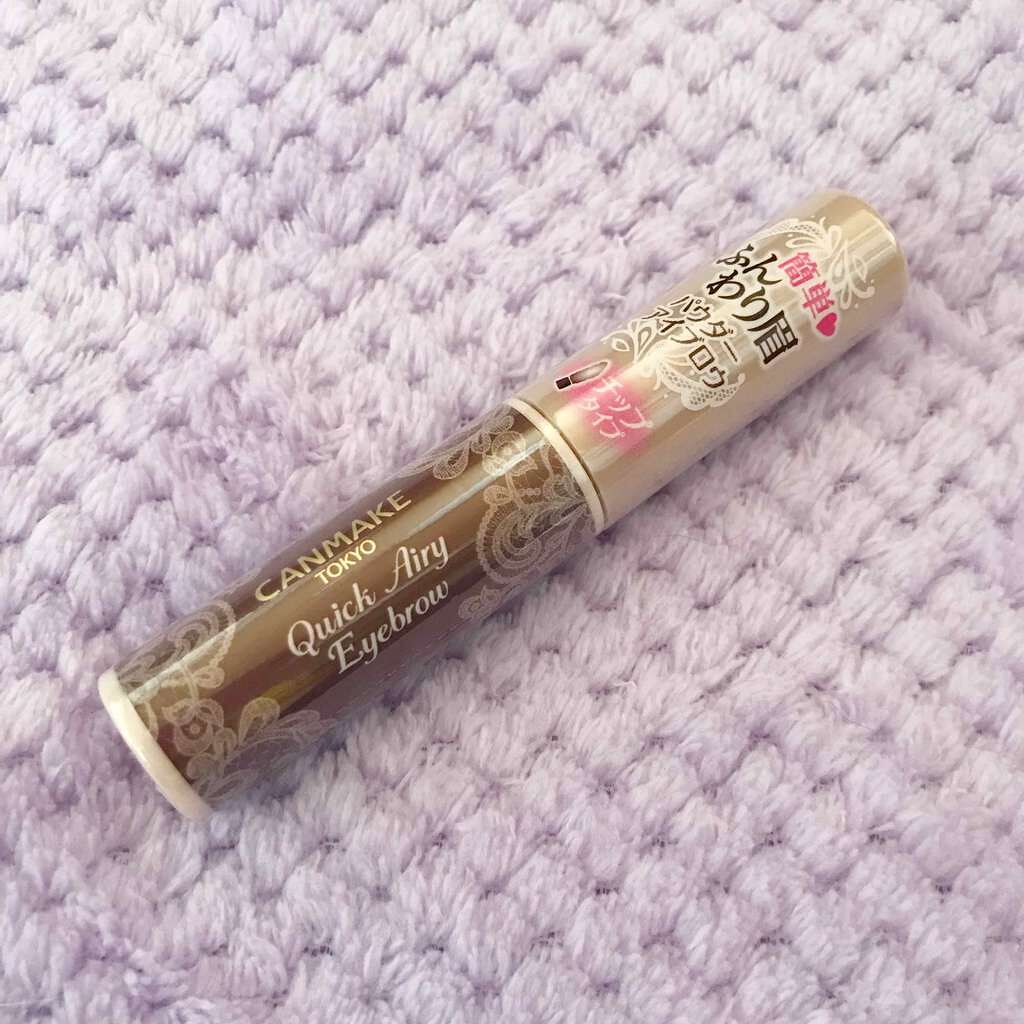 CANMAKE
TOKYO
Quick Airy
Eyebrow
簡単♥
ふん
わり眉
パウダー
アイブロウ
チップ
タイプ